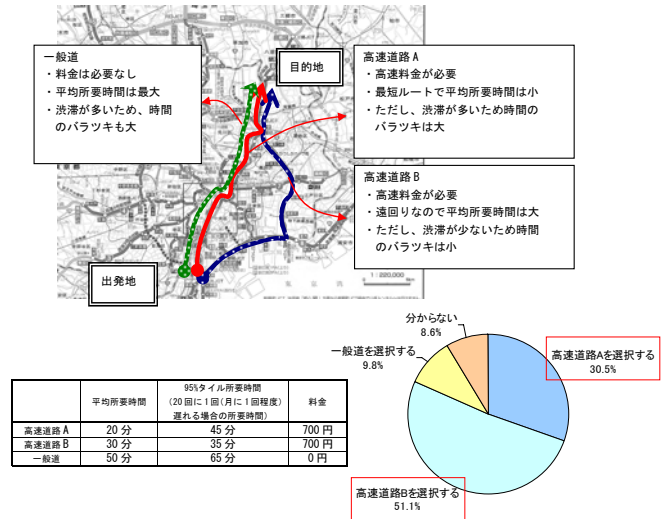 一般道
・料金は必要なし
・平均所要時間は最大
・渋滞が多いため、時間
のバラツキも大
目的地
高速道路A
・高速料金が必要
・最短ルートで平均所要時間は小
・ただし、渋滞が多いため時間の
バラツキは大
高速道路B
・高速料金が必要
・遠回りなので平均所要時間は大
・ただし、渋滞が少ないため時間
のバラツキは小
出発地
1:220,000
平均所要時間 95%タイル所要時間 料金
(20回に1回(月に1回程度)
遅れる場合の所要時間)
高速道路A 20分 45分 700円
高速道路B 30分 35分 700円
一般道 50分 65分 0円
分からない
8.6%
一般道を選択する
9.8%
高速道路Aを選択する
30.5%
高速道路Bを選択する
51.1%